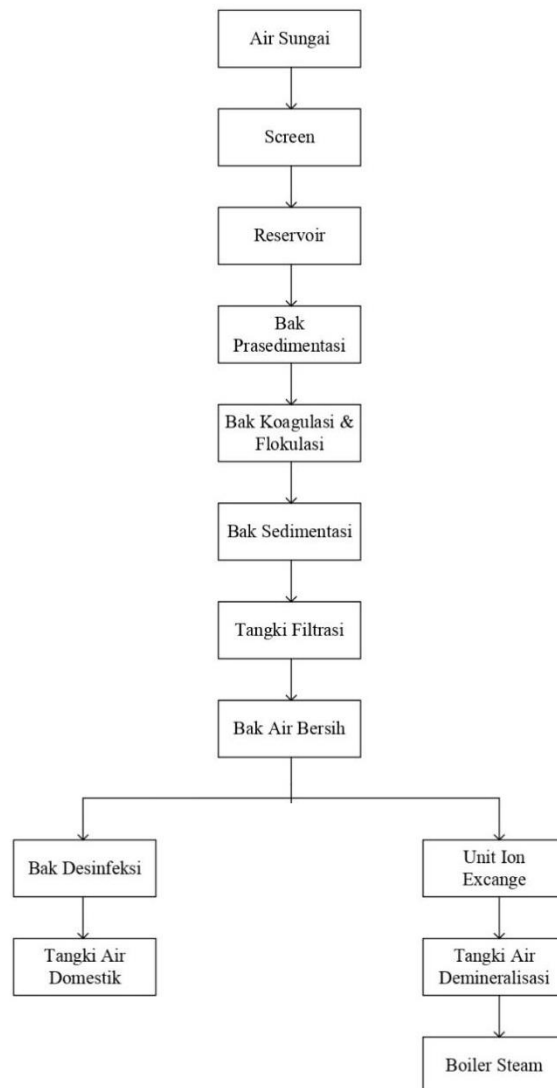 Air Sungai
Screen
Reservoir
Bak
Prasedimentasi
Bak Koagulasi &
Flokulasi
Bak Sedimentasi
Tangki Filtrasi
Bak Air Bersih
Bak Desinfeksi
Unit Ion
Excange
Tangki Air
Domestik
Tangki Air
Demineralisasi
Boiler Steam